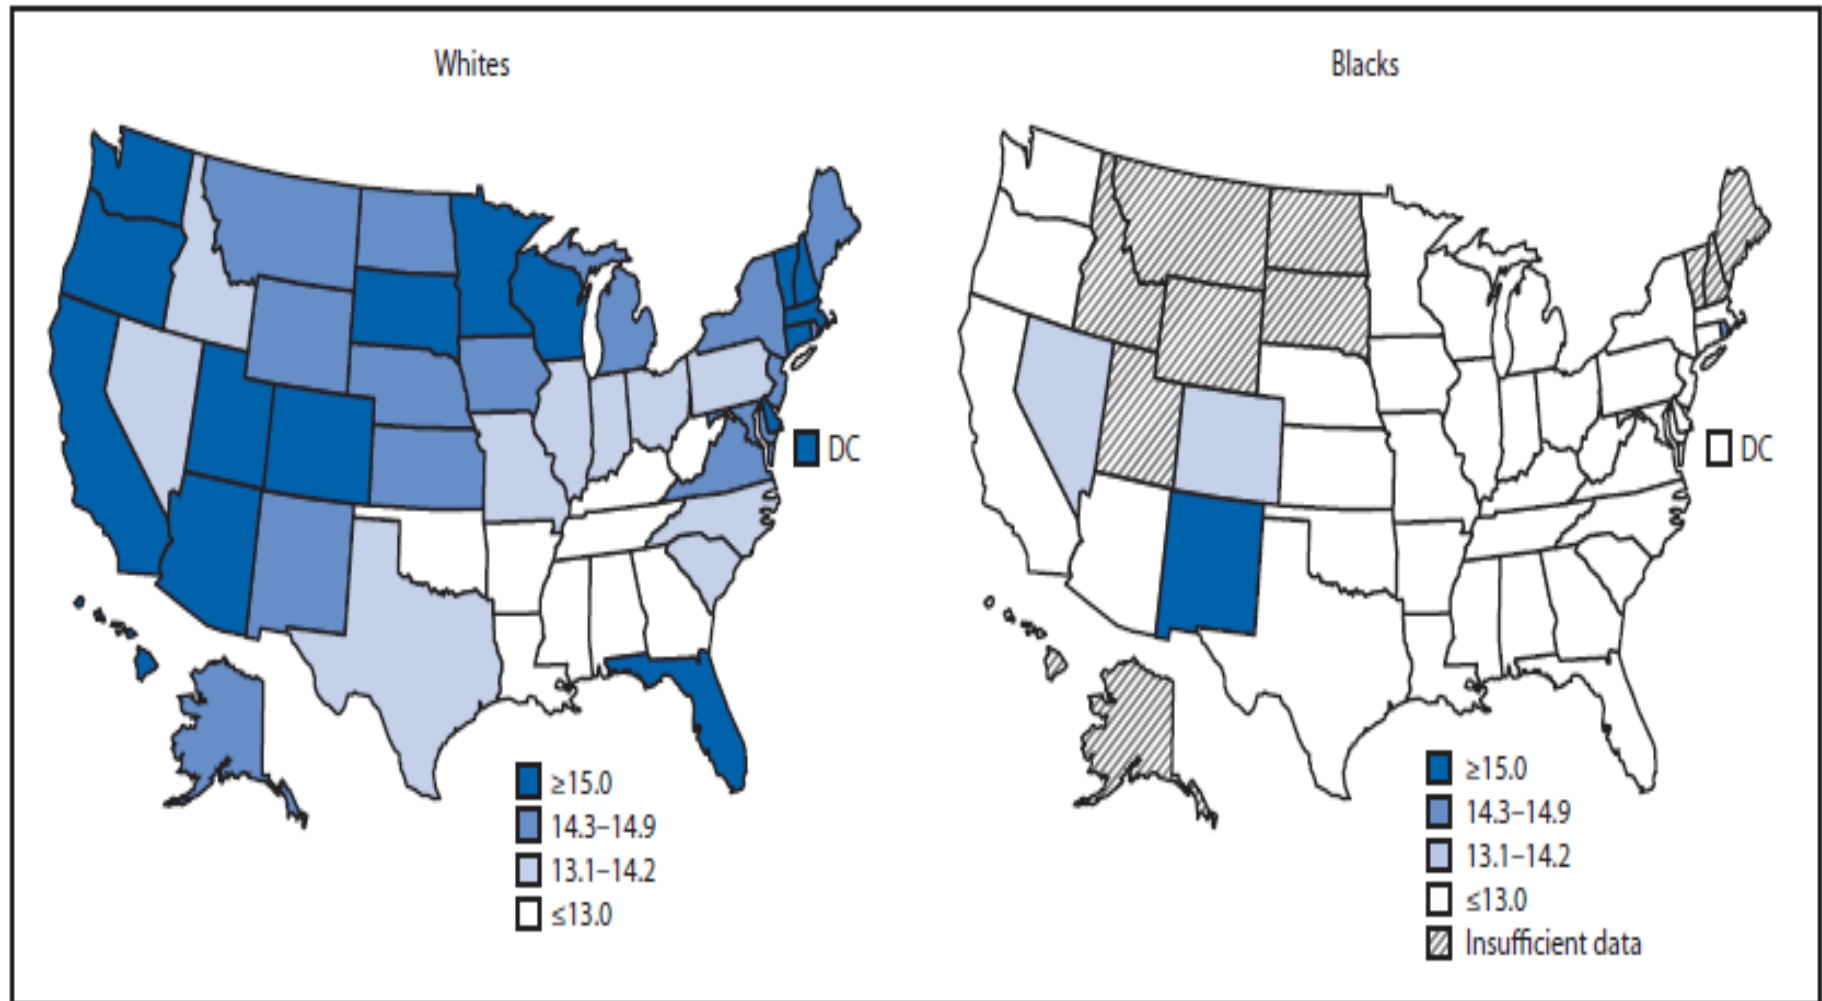 Whites
DC
≥15.0
14.3–14.9
13.1–14.2
≤13.0
Blacks
DC
≥15.0
14.3–14.9
13.1–14.2
≤13.0
Insufficient data